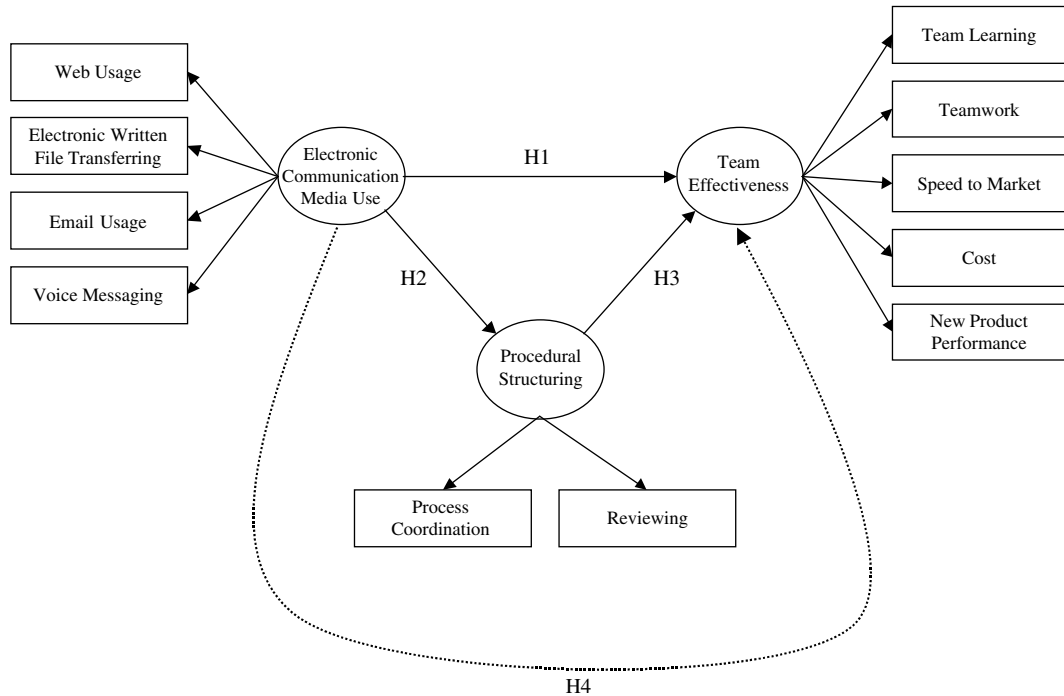 Web Usage
Electronic Written
File Transferring
Email Usage
Voice Messaging
Electronic
Communication
Media Use
H1
H2
H3
Team
Effectiveness
Team Learning
Teamwork
Speed to Market
Cost
New Product
Performance
Procedural
Structuring
Process
Coordination
Reviewing
H4